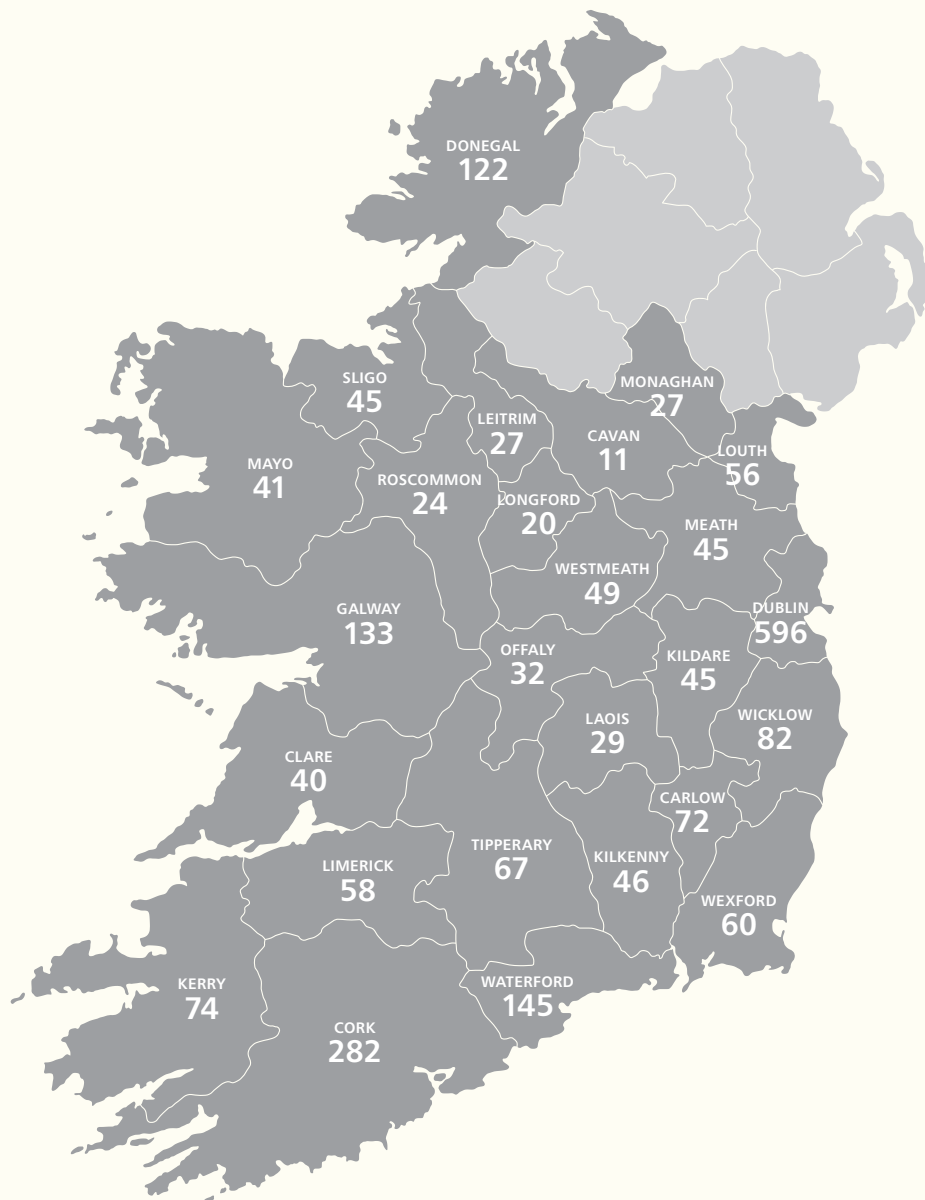 DONEGAL
122
SLIGO
45
MONAGHAN
27
LEITRIM
27
CAVAN
11
LOUTH
56
MAYO
41
ROSCOMMON
24
LONGFORD
20
MEATH
45
WESTMEATH
49
GALWAY
133
DUBLIN
596
OFFALY
32
KILDARE
45
LAOIS
29
WICKLOW
82
CLARE
40
CARLOW
72
TIPPERARY
67
KILKENNY
46
LIMERICK
58
WEXFORD
60
KERRY
74
WATERFORD
145
CORK
282